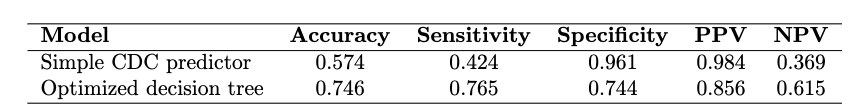 Model Accuracy Sensitivity Specificity PPV NPV
Simple CDC predictor 0.574 0.424 0.961 0.984 0.369
Optimized decision tree 0.746 0.765 0.744 0.856 0.615